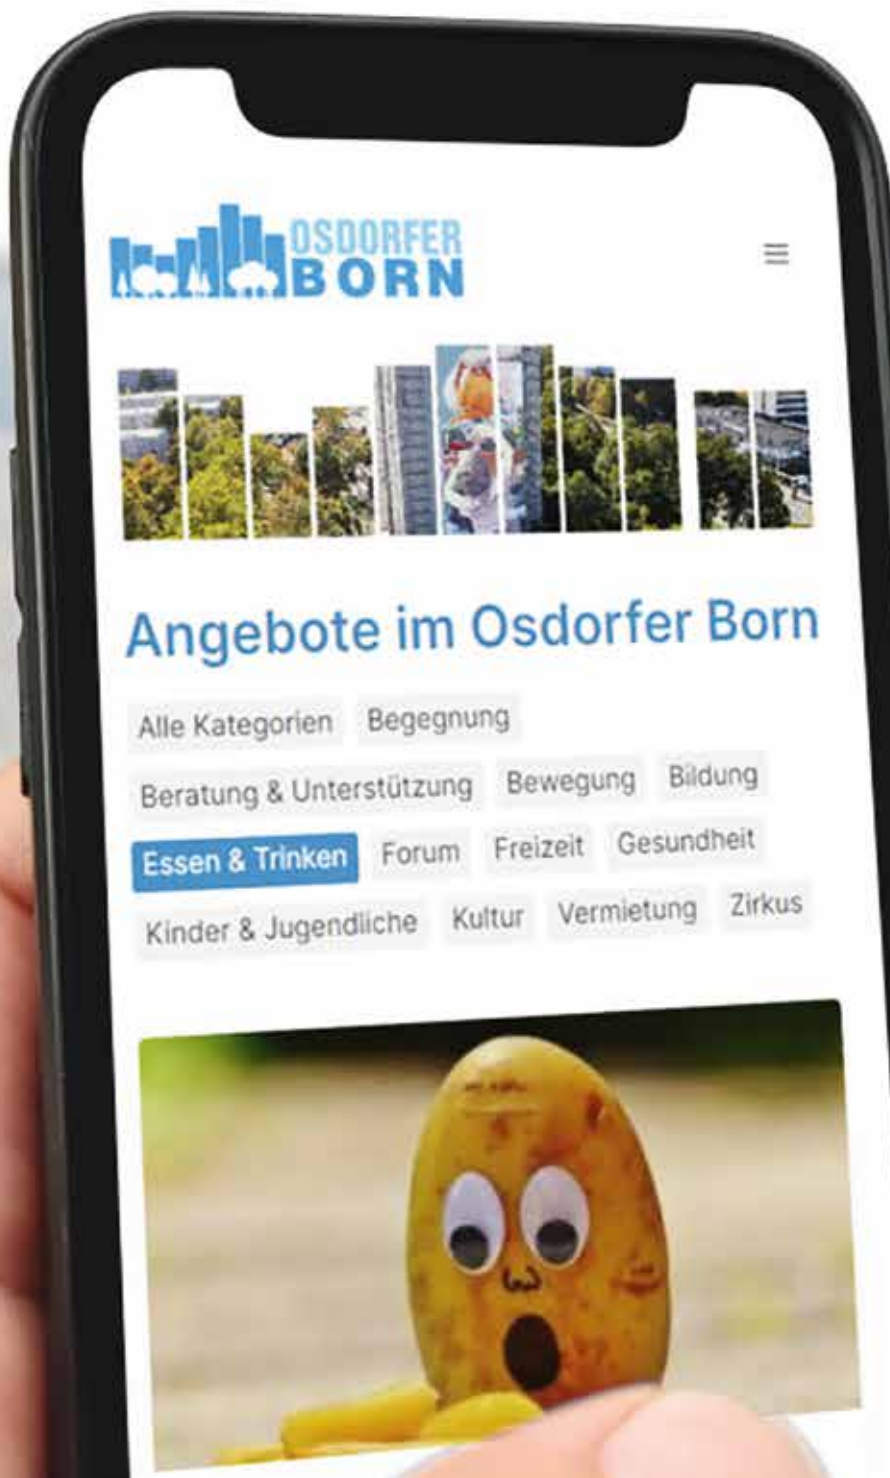 OSDORFER
BORN
Angebote im Osdorfer Born
Alle Kategorien Begegnung
Beratung & Unterstützung Bewegung Bildung
Essen & Trinken Forum Freizeit Gesundheit
Kinder & Jugendliche Kultur Vermietung Zirkus